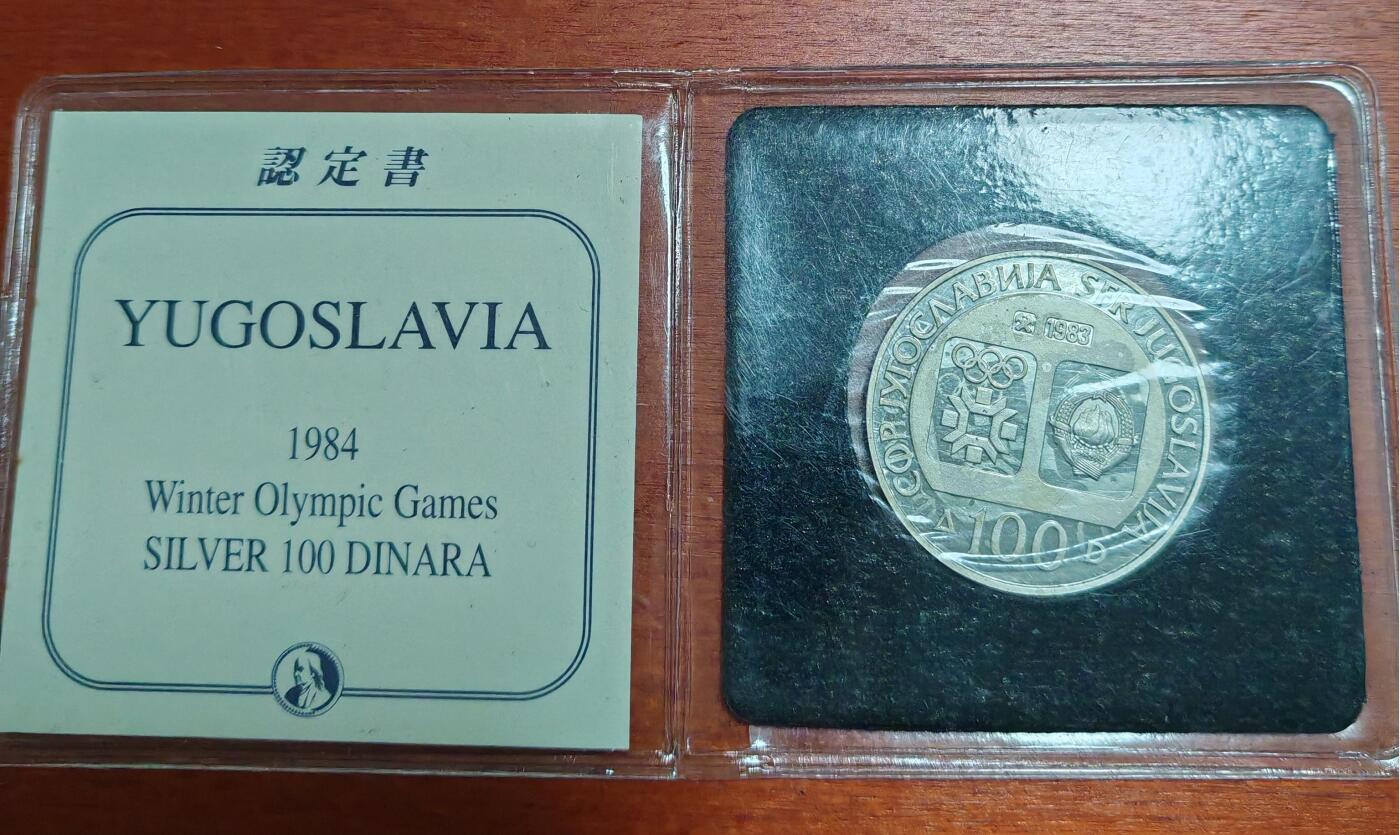 認定書
YUGOSLAVIA
1984
Winter Olympic Games
SILVER 100 DINARA
СФР ЈУГОСЛАВИЈА SFR JUGOSLAVIJA
1983
100